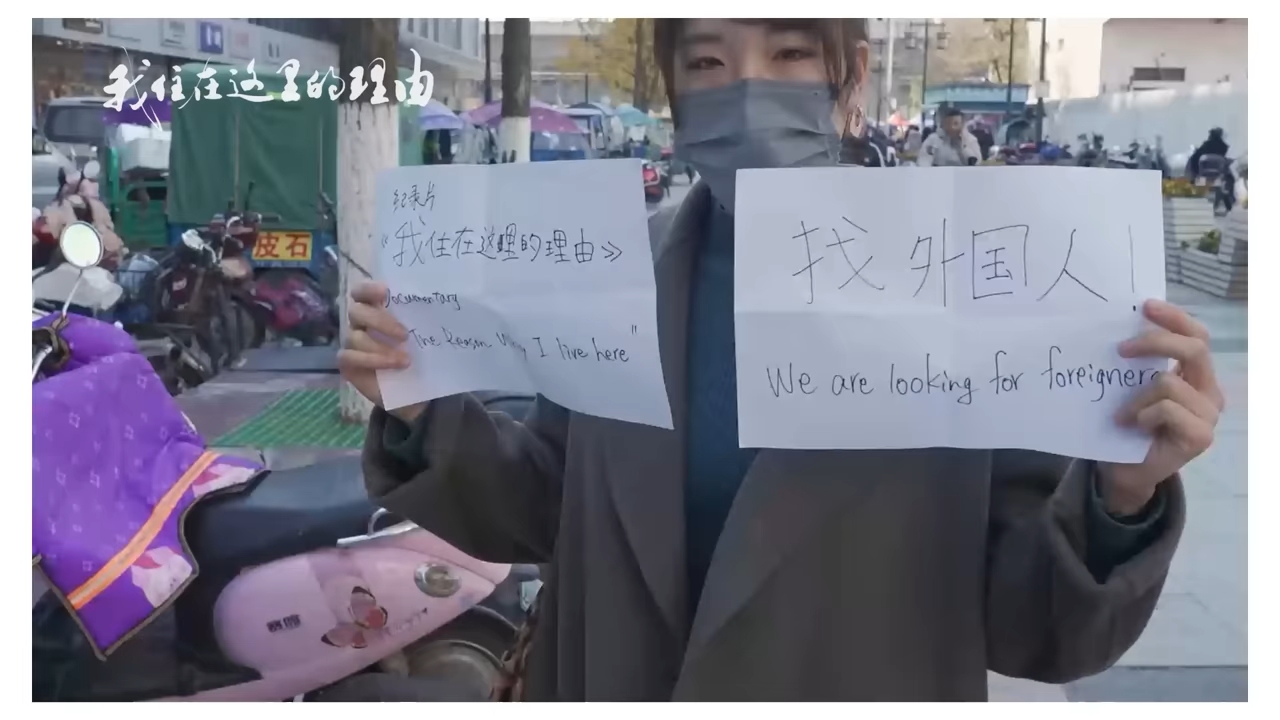 我住在这里的理由
纪录片
《我住在这里的理由》
Documentary
"The Reason Why I live here"
找外国人!
We are looking for foreigners
皮石